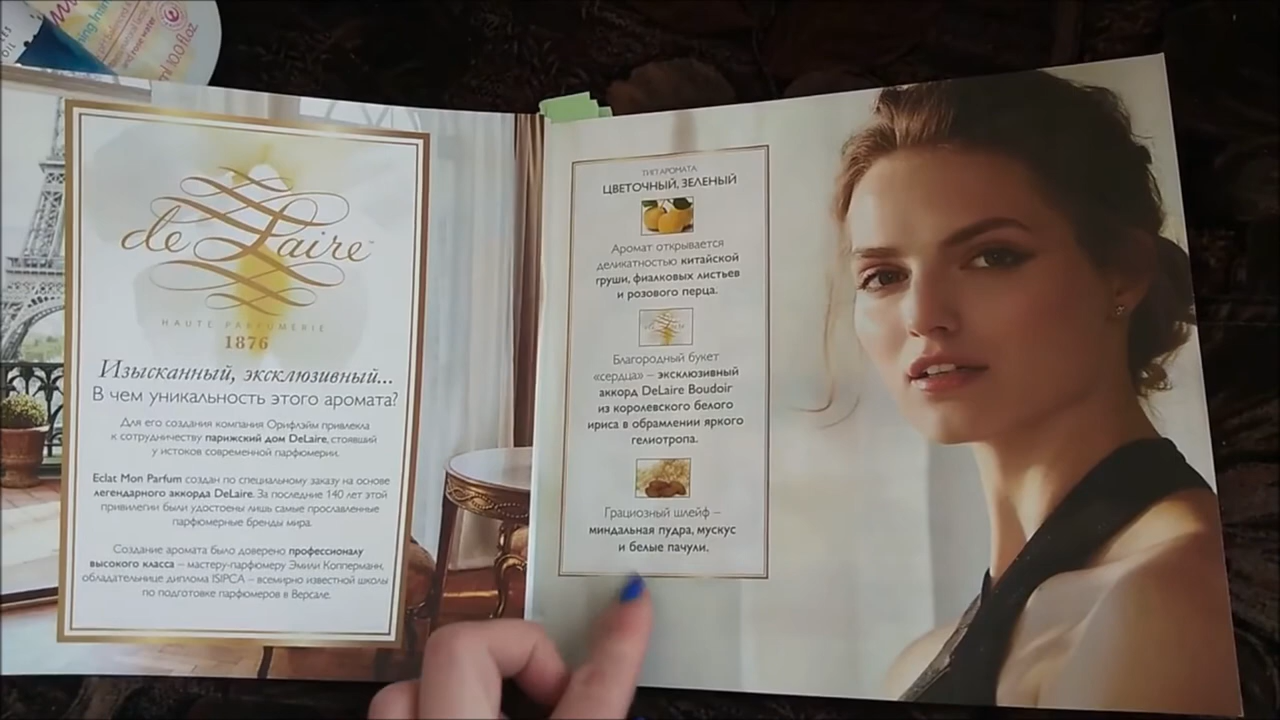 OIL
100 fl.oz
de Laire
HAUTE PARFUMERIE
1876
Изысканный, эксклюзивный...
В чем уникальность этого аромата?
Для его создания компания Орифлэйм привлекла
к сотрудничеству парижский дом DeLaire, стоявший
у истоков современной парфюмерии.
Eclat Mon Parfum создан по специальному заказу на основе
легендарного аккорда DeLaire. За последние 140 лет этой
привилегии были удостоены лишь самые прославленные
парфюмерные бренды мира.
Создание аромата было доверено профессионалу
высокого класса – мастеру-парфюмеру Эмили Копперманн,
обладательнице диплома ISIPCA – всемирно известной школы
по подготовке парфюмеров в Версале.
ТИП АРОМАТА
ЦВЕТОЧНЫЙ, ЗЕЛЕНЫЙ
Аромат открывается
деликатностью китайской
груши, фиалковых листьев
и розового перца.
Благородный букет
«сердца» – эксклюзивный
аккорд DeLaire Boudoir
из королевского белого
ириса в обрамлении яркого
гелиотропа.
Грациозный шлейф –
миндальная пудра, мускус
и белые пачули.